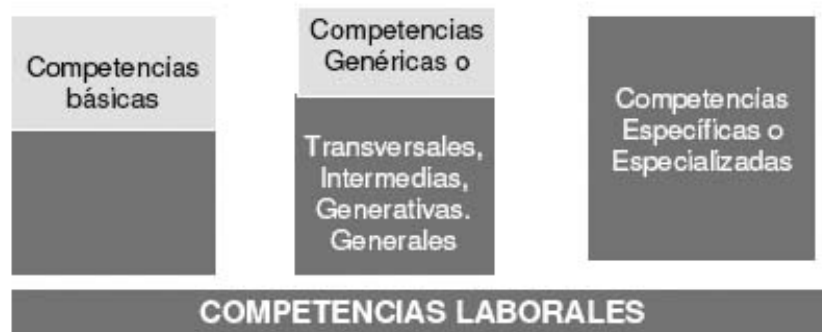 Competencias
básicas
Competencias
Genéricas o
Transversales,
Intermedias,
Generativas.
Generales
Competencias
Específicas o
Especializadas
COMPETENCIAS LABORALES